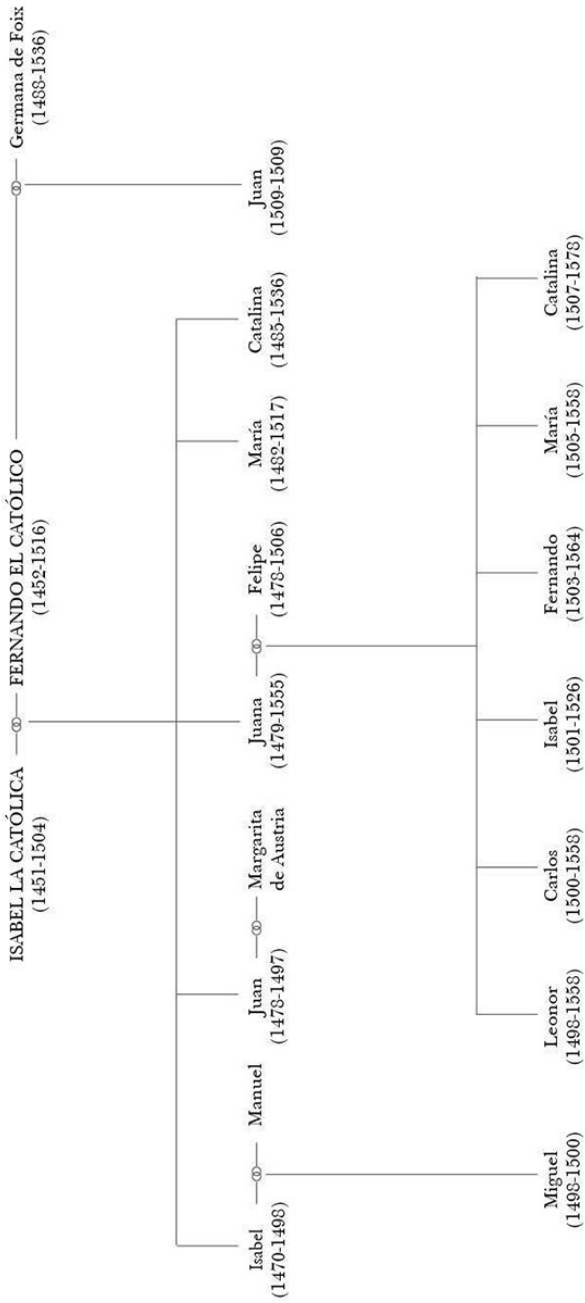 ISABEL LA CATÓLICA
(1451-1504)
FERNANDO EL CATÓLICO
(1452-1516)
Germana de Foix
(1488-1536)
Isabel
(1470-1498)
Manuel
Juan
(1478-1497)
Margarita
de Austria
Juana
(1479-1555)
Felipe
(1478-1506)
María
(1482-1517)
Catalina
(1485-1536)
Juan
(1509-1509)
Miguel
(1498-1500)
Leonor
(1498-1558)
Carlos
(1500-1558)
Isabel
(1501-1526)
Fernando
(1503-1564)
María
(1505-1558)
Catalina
(1507-1578)